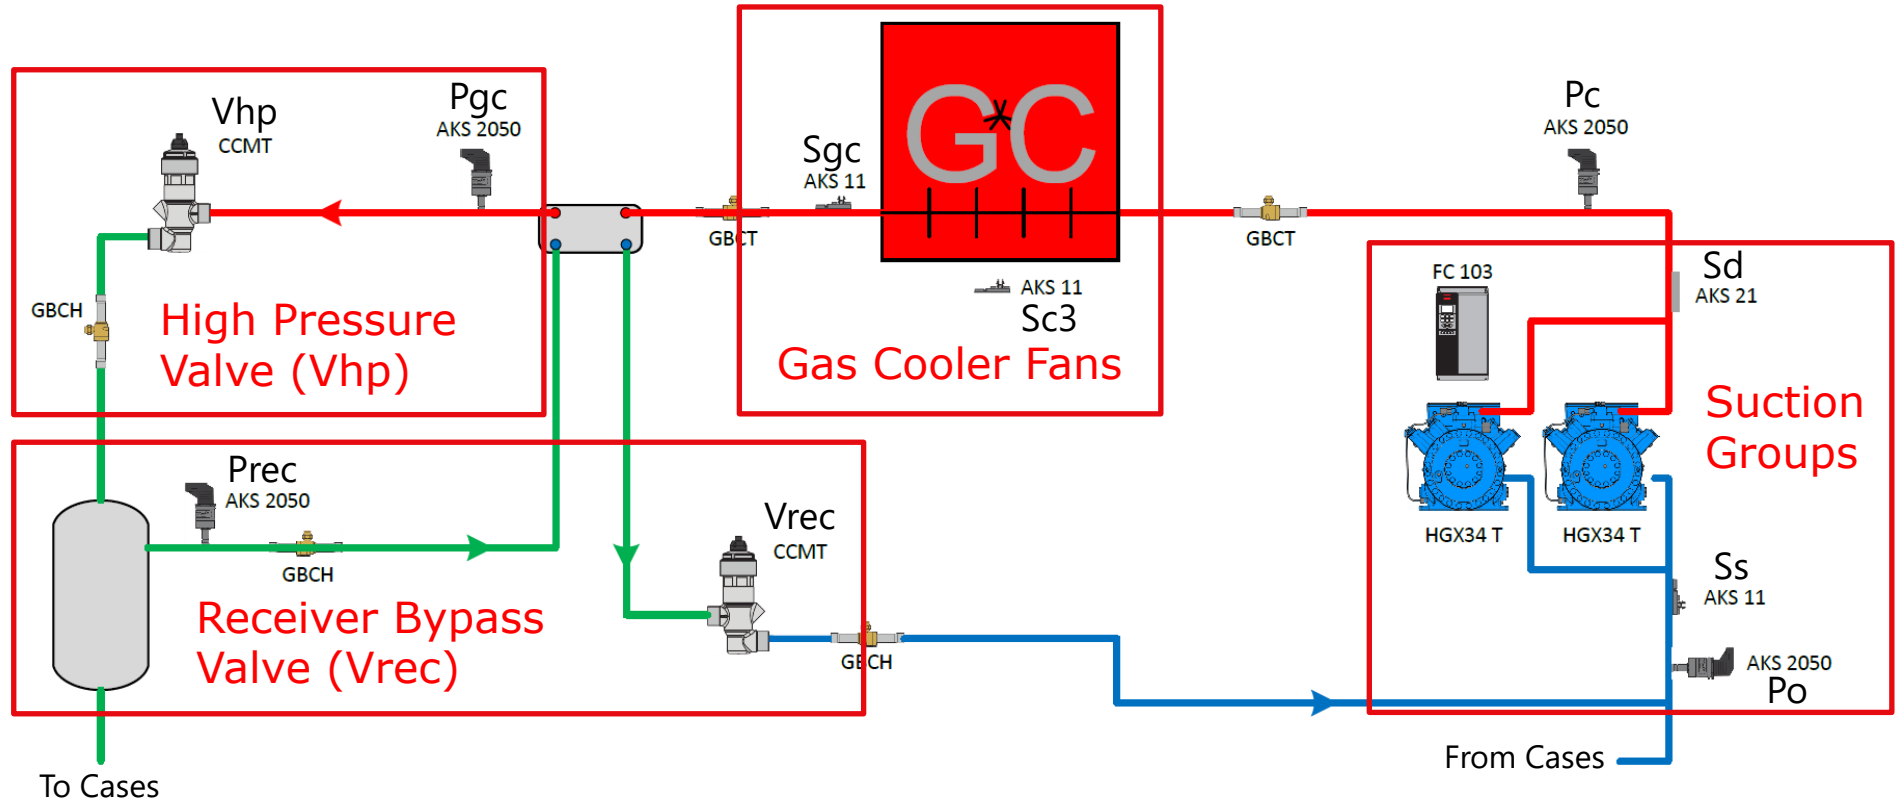 Vhp
CCMT
Pgc
AKS 2050
GBCH
High Pressure
Valve (Vhp)
Sgc
AKS 11
GBCT
GC
AKS 11
Sc3
Gas Cooler Fans
GBCT
Pc
AKS 2050
FC 103
Sd
AKS 21
Suction
Groups
HGX34 T
HGX34 T
Ss
AKS 11
AKS 2050
Po
From Cases
Prec
AKS 2050
GBCH
Receiver Bypass
Valve (Vrec)
Vrec
CCMT
GBCH
To Cases